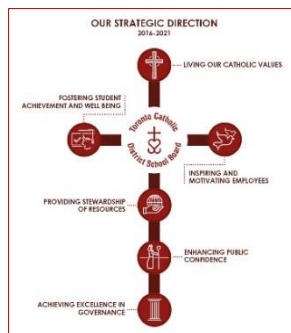 OUR STRATEGIC DIRECTION
2016-2021
LIVING OUR CATHOLIC VALUES
FOSTERING STUDENT
ACHIEVEMENT AND WELL BEING
Toronto Catholic
District School Board
INSPIRING AND
MOTIVATING EMPLOYEES
PROVIDING STEWARDSHIP
OF RESOURCES
ENHANCING PUBLIC
CONFIDENCE
ACHIEVING EXCELLENCE IN
GOVERNANCE